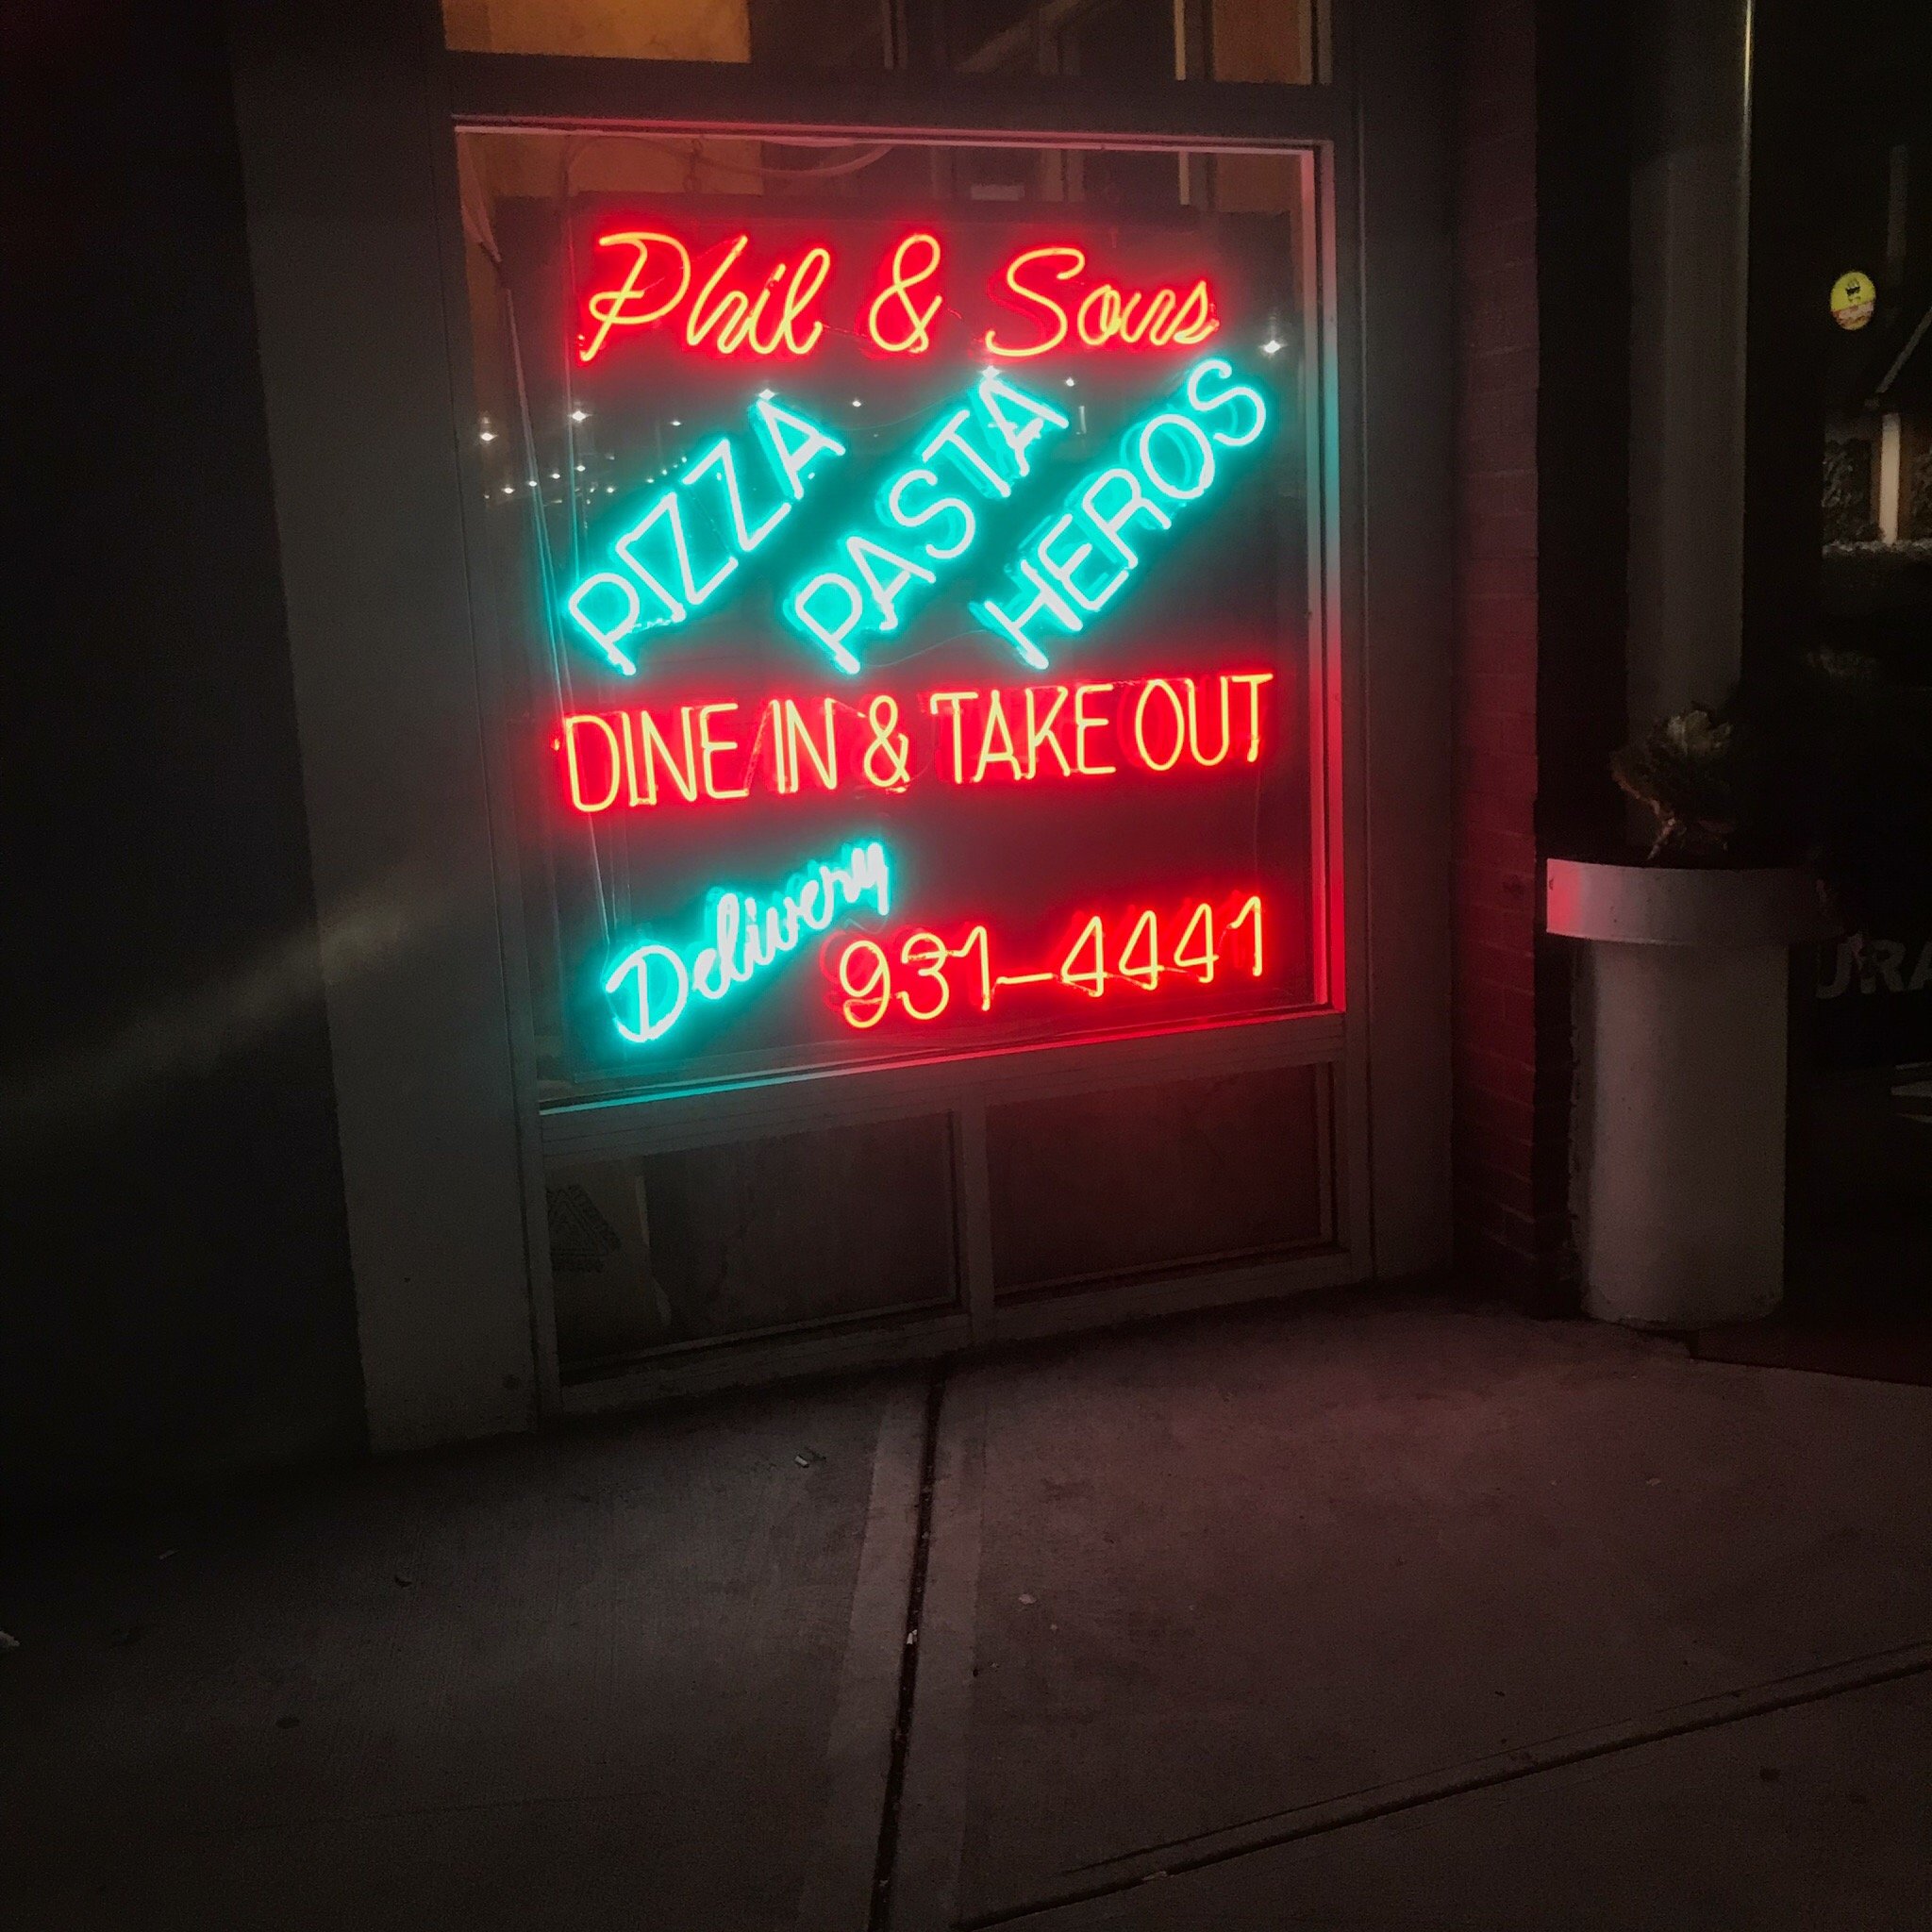 Phil & Sons
PIZZA
PASTA
HEROS
DINE IN & TAKE OUT
Delivery
931-4441